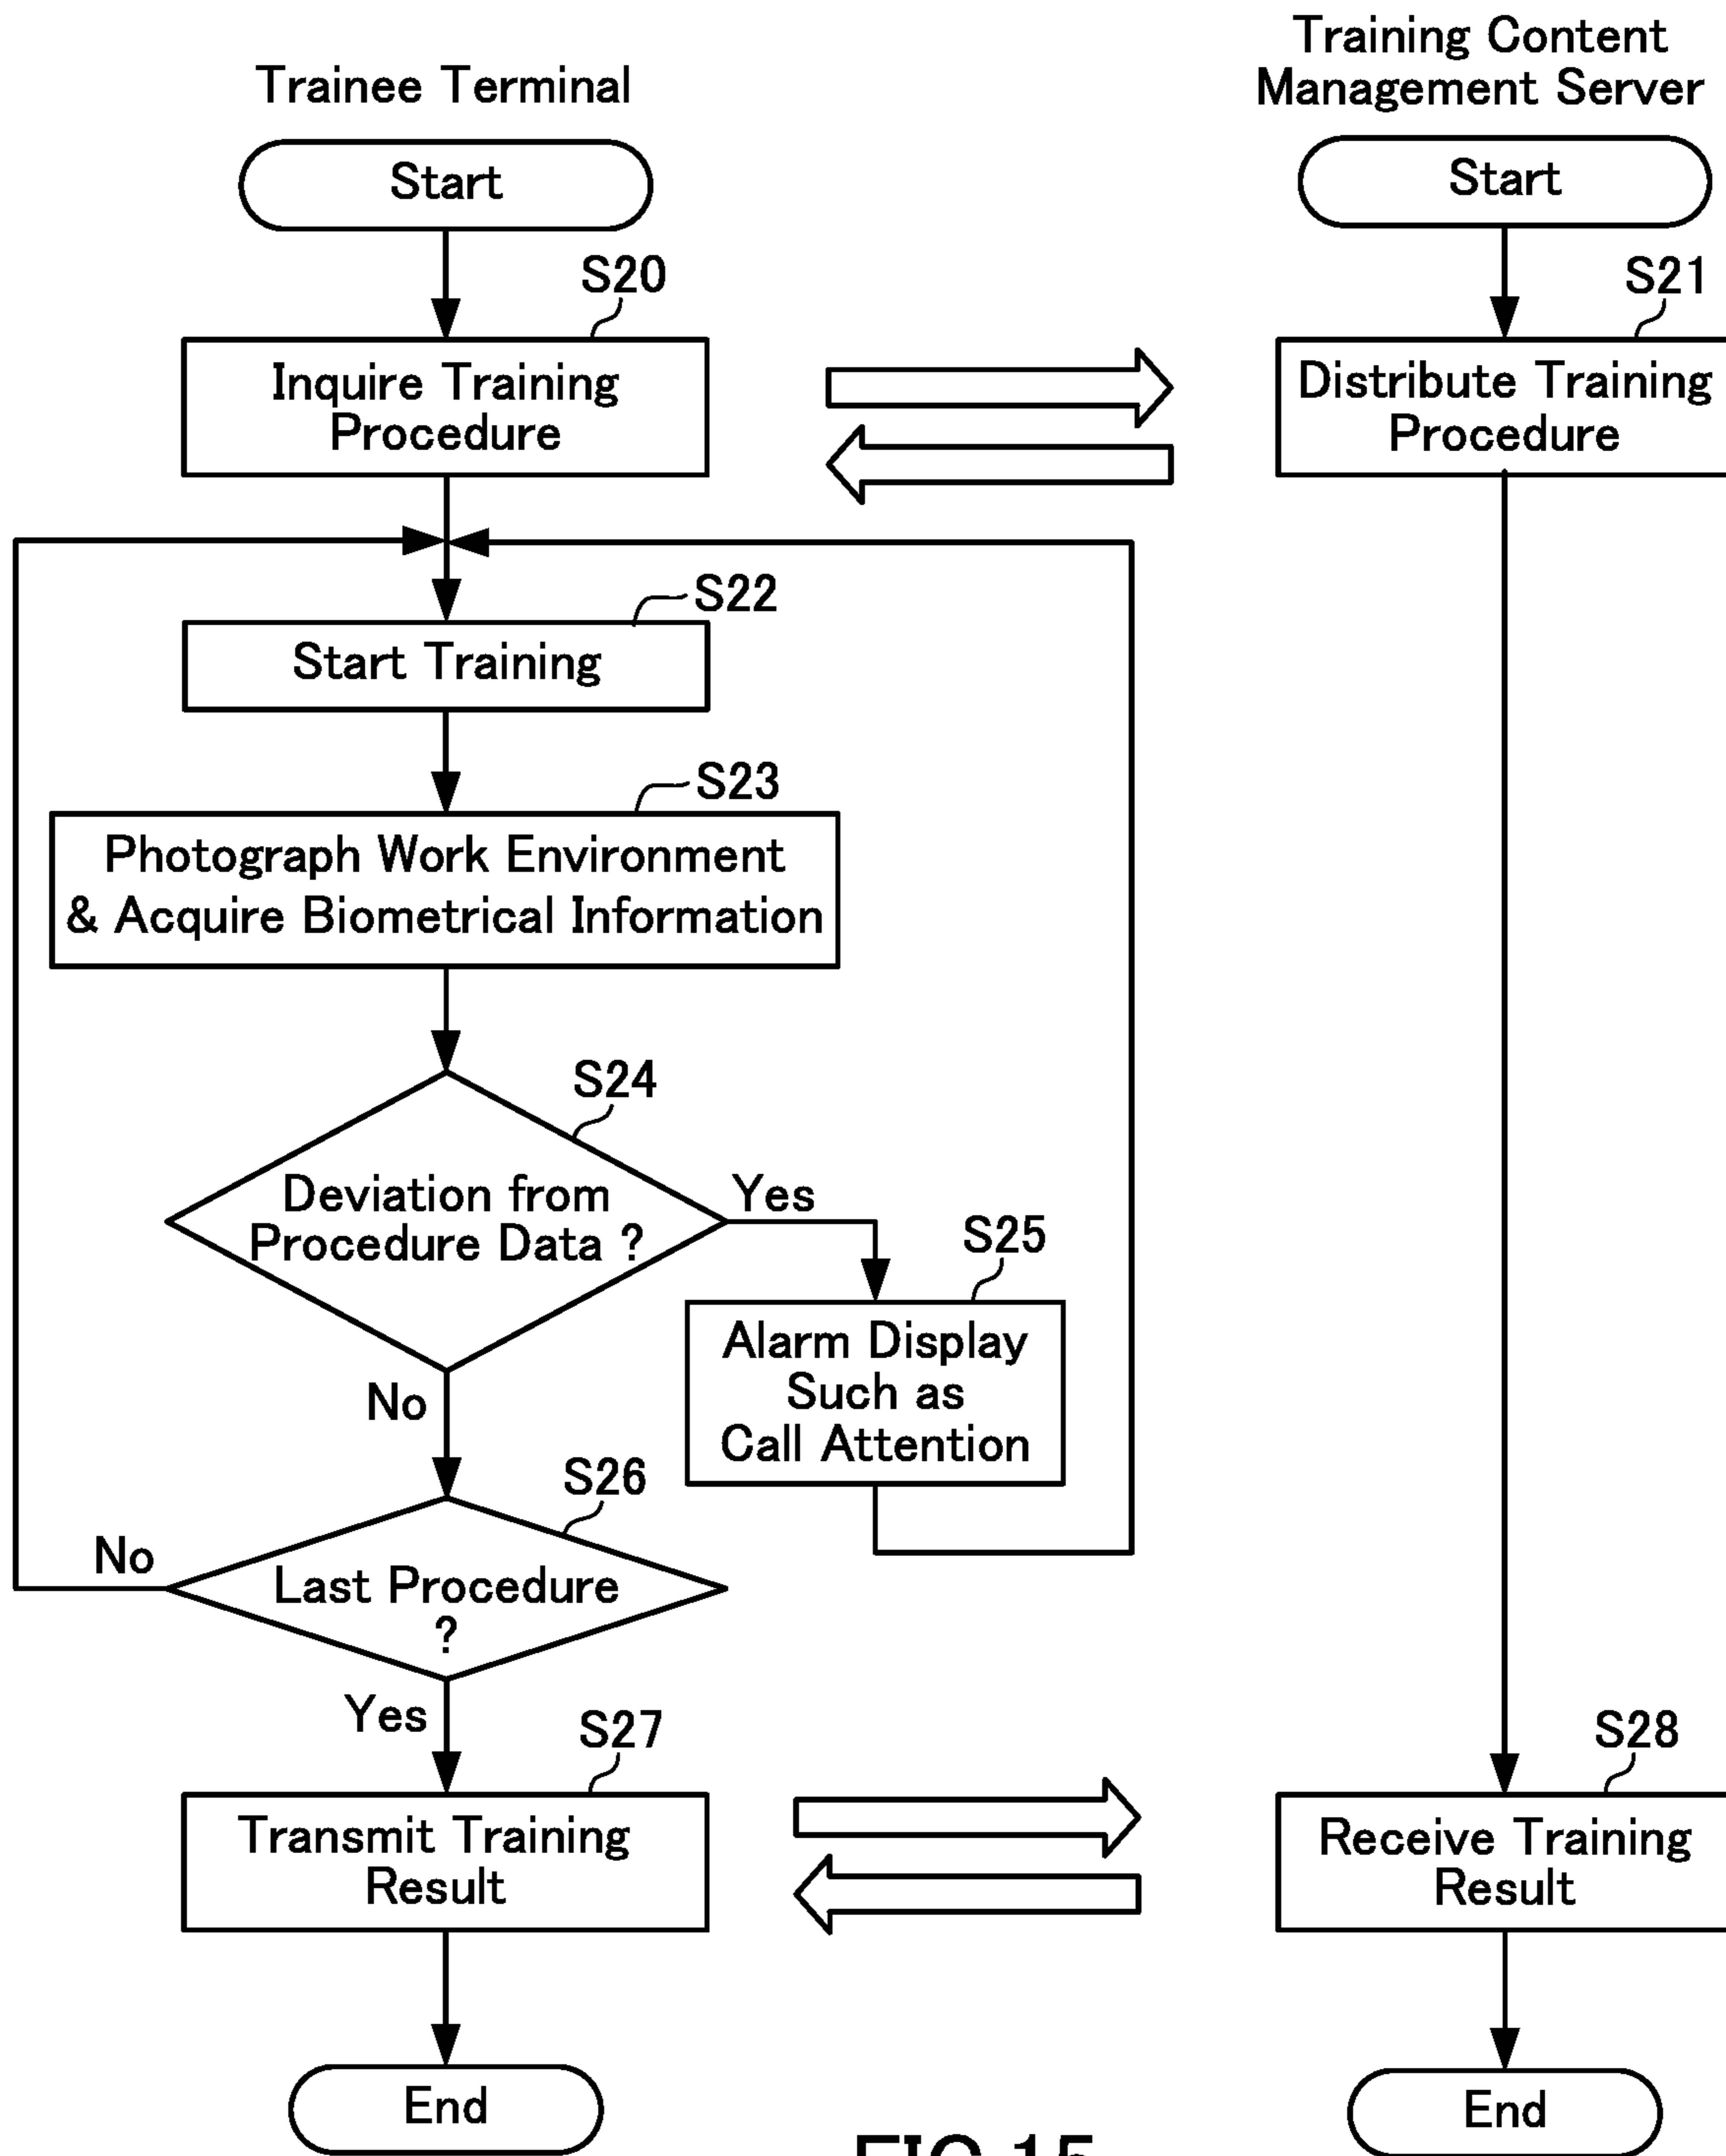 Trainee Terminal
Training Content
Management Server
Start
Start
S20
S21
Inquire Training
Procedure
Distribute Training
Procedure
S22
Start Training
S23
Photograph Work Environment
& Acquire Biometrical Information
S24
Deviation from
Procedure Data ?
Yes
No
S25
Alarm Display
Such as
Call Attention
S26
Last Procedure
?
No
Yes
S27
Transmit Training
Result
S28
Receive Training
Result
End
End
FIG.15